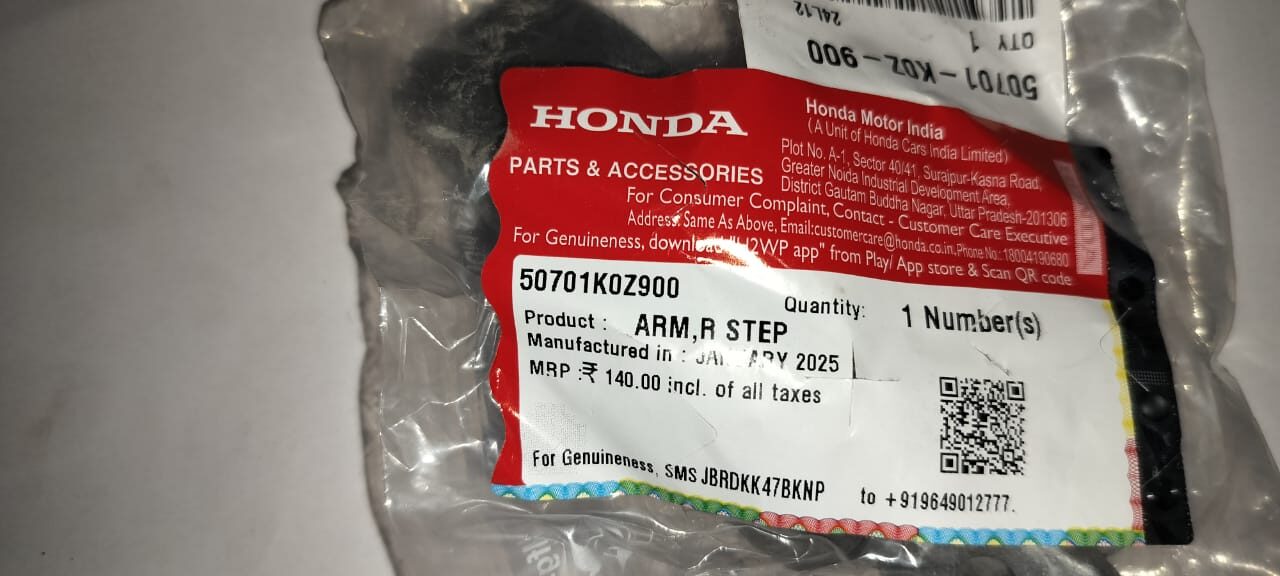 24L12
QTY 1
50701-K0Z-900
HONDA
PARTS & ACCESSORIES
Honda Motor India
(A Unit of Honda Cars India Limited)
Plot No. A-1, Sector 40/41, Surajpur-Kasna Road,
Greater Noida Industrial Development Area,
District Gautam Buddha Nagar, Uttar Pradesh-201306
For Consumer Complaint, Contact - Customer Care Executive
Address: Same As Above, Email:customercare@honda.co.in, Phone No.:18004190680
For Genuineness, download "H2WP app" from Play/ App store & Scan QR code
50701K0Z900
Quantity: 1 Number(s)
Product : ARM,R STEP
Manufactured in : JANUARY 2025
MRP :₹ 140.00 incl. of all taxes
For Genuineness, SMS JBRDKK47BKNP to +919649012777.